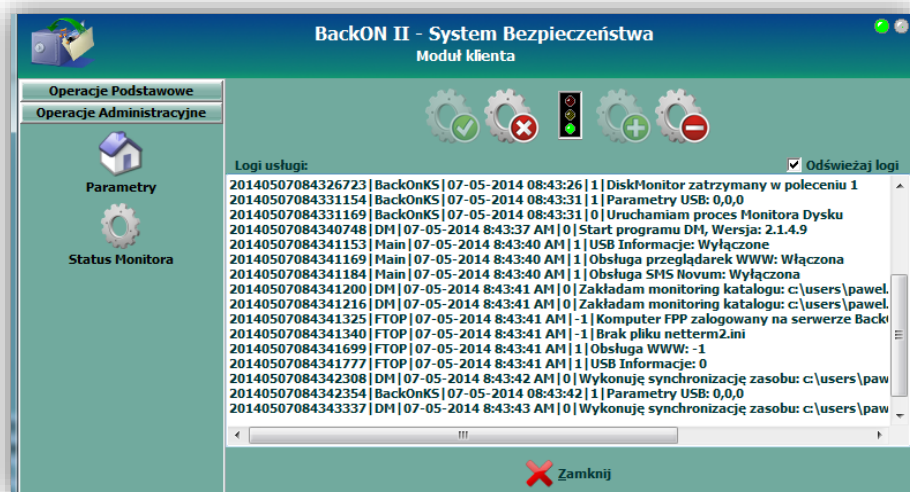 BackON II - System Bezpieczeństwa
Moduł klienta
Operacje Podstawowe
Operacje Administracyjne
Parametry
Status Monitora
Logi usługi:
Odświeżaj logi
20140507084326723|BackOnKS|07-05-2014 08:43:26|1|DiskMonitor zatrzymany w poleceniu 1
20140507084331154|BackOnKS|07-05-2014 08:43:31|1|Parametry USB: 0,0,0
20140507084331169|BackOnKS|07-05-2014 08:43:31|0|Uruchamiam proces Monitora Dysku
20140507084340748|DM|07-05-2014 8:43:37 AM|0|Start programu DM, Wersja: 2.1.4.9
20140507084341153|Main|07-05-2014 8:43:40 AM|1|USB Informacje: Wyłączone
20140507084341169|Main|07-05-2014 8:43:40 AM|1|Obsługa przeglądarek WWW: Włączona
20140507084341184|Main|07-05-2014 8:43:40 AM|1|Obsługa SMS Novum: Wyłączona
20140507084341200|DM|07-05-2014 8:43:41 AM|0|Zakładam monitoring katalogu: c:\users\pawel.
20140507084341216|DM|07-05-2014 8:43:41 AM|0|Zakładam monitoring katalogu: c:\users\pawel.
20140507084341325|FTOP|07-05-2014 8:43:41 AM|-1|Komputer FPP zalogowany na serwerze Back
20140507084341340|FTOP|07-05-2014 8:43:41 AM|-1|Brak pliku netterm2.ini
20140507084341699|FTOP|07-05-2014 8:43:41 AM|1|Obsługa WWW: -1
20140507084341777|FTOP|07-05-2014 8:43:41 AM|1|USB Informacje: 0
20140507084342308|DM|07-05-2014 8:43:42 AM|0|Wykonuję synchronizację zasobu: c:\users\paw
20140507084342354|BackOnKS|07-05-2014 08:43:42|1|Parametry USB: 0,0,0
20140507084343337|DM|07-05-2014 8:43:43 AM|0|Wykonuję synchronizację zasobu: c:\users\paw
Zamknij